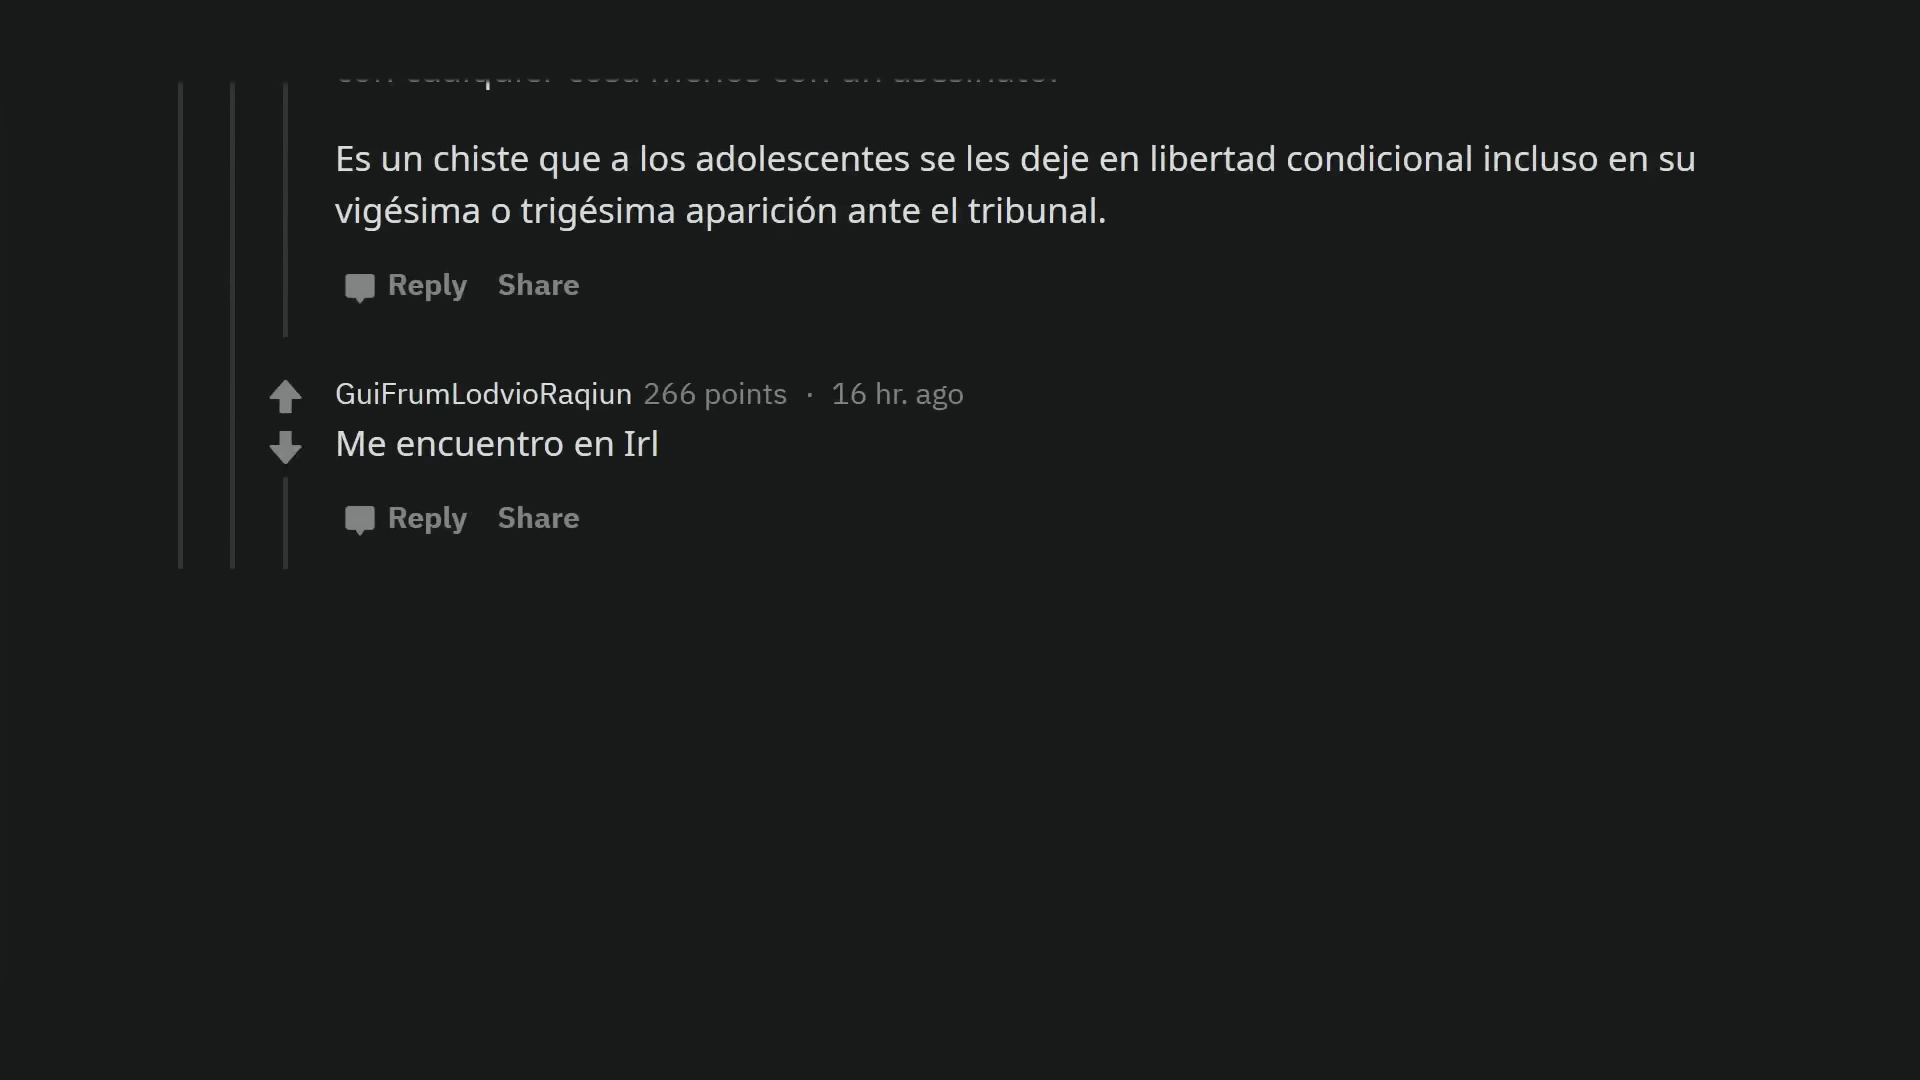 Es un chiste que a los adolescentes se les deje en libertad condicional incluso en su
vigésima o trigésima aparición ante el tribunal.
Reply Share
GuiFrumLodvioRaqiun 266 points · 16 hr. ago
Me encuentro en Irl
Reply Share